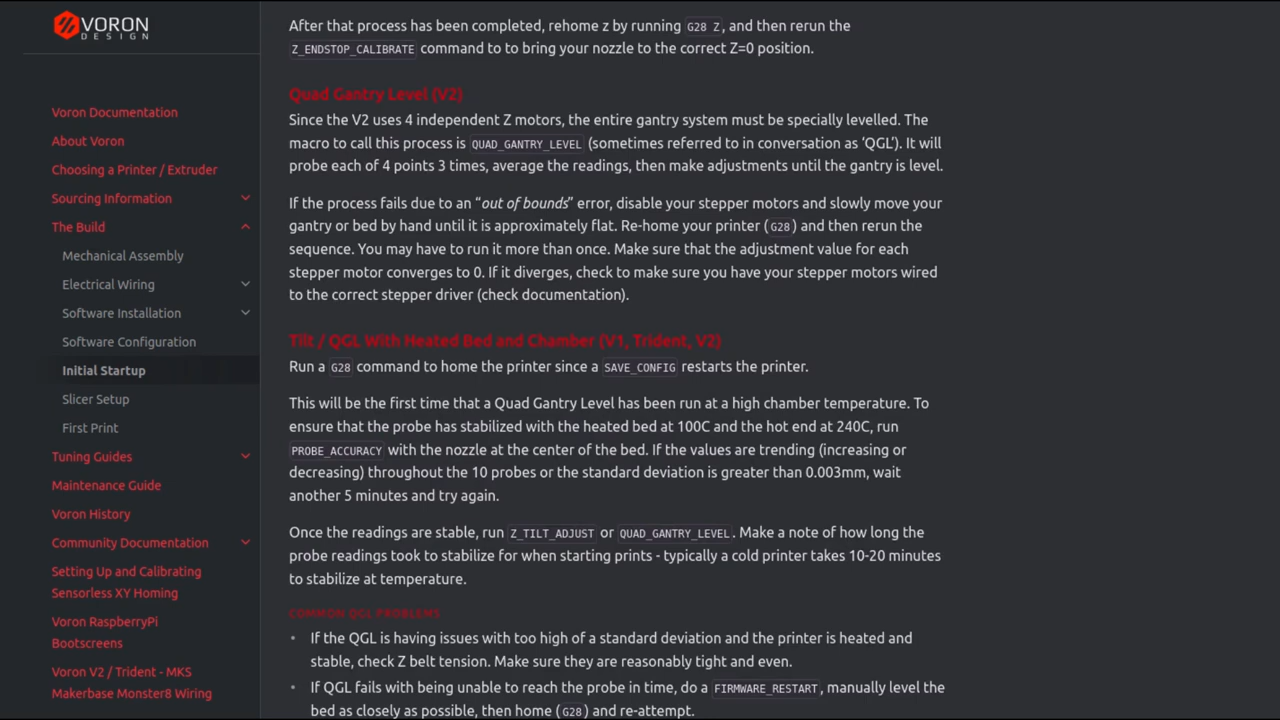 VORON
DESIGN
Voron Documentation
About Voron
Choosing a Printer / Extruder
Sourcing Information
The Build
Mechanical Assembly
Electrical Wiring
Software Installation
Software Configuration
Initial Startup
Slicer Setup
First Print
Tuning Guides
Maintenance Guide
Voron History
Community Documentation
Setting Up and Calibrating
Sensorless XY Homing
Voron RaspberryPi
Bootscreens
Voron V2 / Trident - MKS
Makerbase Monster8 Wiring
After that process has been completed, rehome z by running G28 Z, and then rerun the
Z_ENDSTOP_CALIBRATE command to to bring your nozzle to the correct Z=0 position.
Quad Gantry Level (V2)
Since the V2 uses 4 independent Z motors, the entire gantry system must be specially levelled. The
macro to call this process is QUAD_GANTRY_LEVEL (sometimes referred to in conversation as ‘QGL’). It will
probe each of 4 points 3 times, average the readings, then make adjustments until the gantry is level.
If the process fails due to an “out of bounds” error, disable your stepper motors and slowly move your
gantry or bed by hand until it is approximately flat. Re-home your printer (G28) and then rerun the
sequence. You may have to run it more than once. Make sure that the adjustment value for each
stepper motor converges to 0. If it diverges, check to make sure you have your stepper motors wired
to the correct stepper driver (check documentation).
Tilt / QGL With Heated Bed and Chamber (V1, Trident, V2)
Run a G28 command to home the printer since a SAVE_CONFIG restarts the printer.
This will be the first time that a Quad Gantry Level has been run at a high chamber temperature. To
ensure that the probe has stabilized with the heated bed at 100C and the hot end at 240C, run
PROBE_ACCURACY with the nozzle at the center of the bed. If the values are trending (increasing or
decreasing) throughout the 10 probes or the standard deviation is greater than 0.003mm, wait
another 5 minutes and try again.
Once the readings are stable, run Z_TILT_ADJUST or QUAD_GANTRY_LEVEL. Make a note of how long the
probe readings took to stabilize for when starting prints - typically a cold printer takes 10-20 minutes
to stabilize at temperature.
COMMON QGL PROBLEMS
• If the QGL is having issues with too high of a standard deviation and the printer is heated and
stable, check Z belt tension. Make sure they are reasonably tight and even.
• If QGL fails with being unable to reach the probe in time, do a FIRMWARE_RESTART, manually level the
bed as closely as possible, then home (G28) and re-attempt.